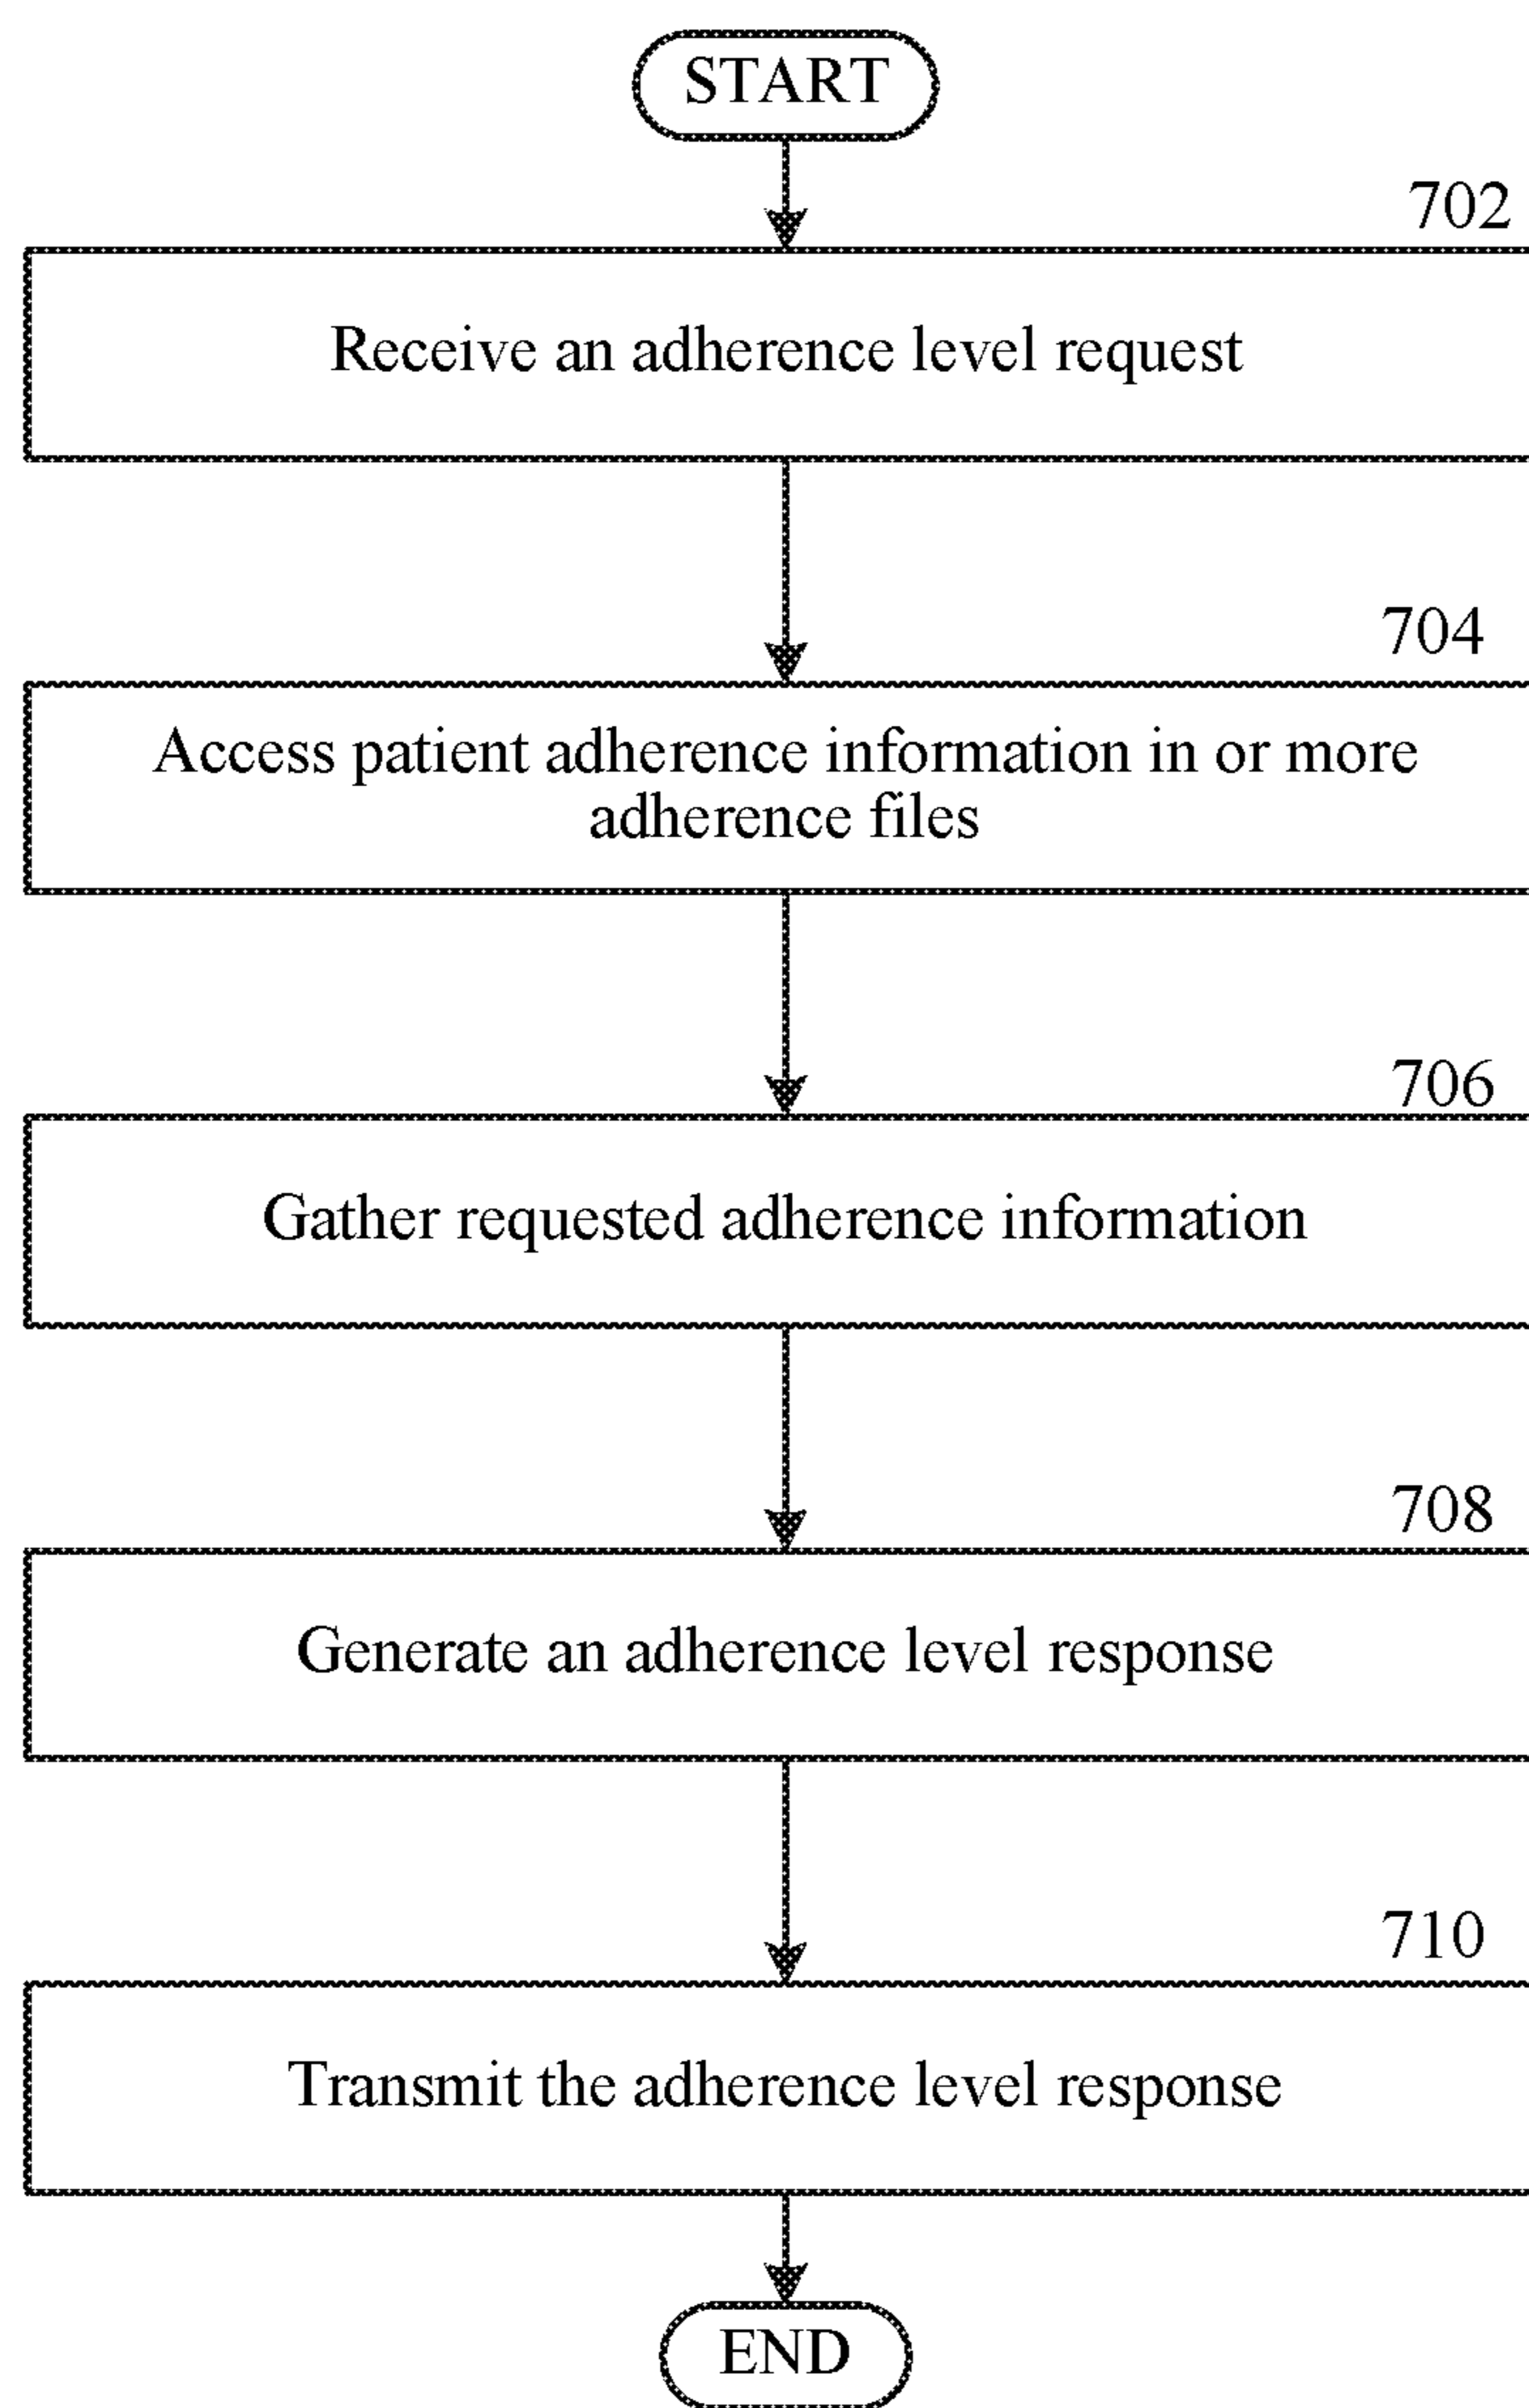 START
702
Receive an adherence level request
704
Access patient adherence information in or more
adherence files
706
Gather requested adherence information
708
Generate an adherence level response
710
Transmit the adherence level response
END